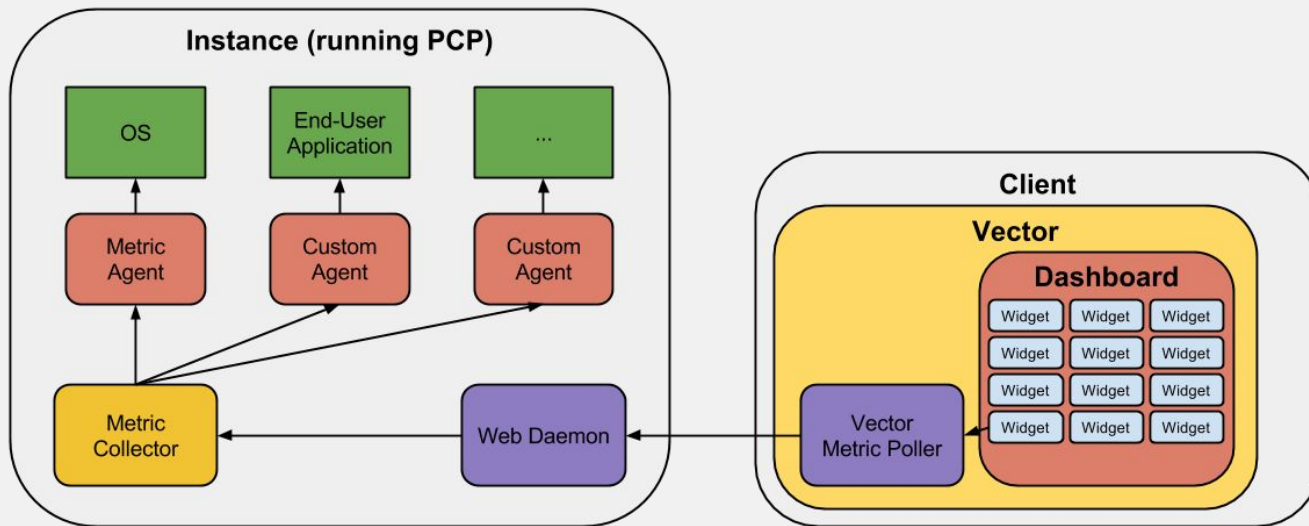 Instance (running PCP)
OS
End-User
Application
...
Metric
Agent
Custom
Agent
Custom
Agent
Metric
Collector
Web Daemon
Client
Vector
Vector
Metric Poller
Dashboard
Widget
Widget
Widget
Widget
Widget
Widget
Widget
Widget
Widget
Widget
Widget
Widget